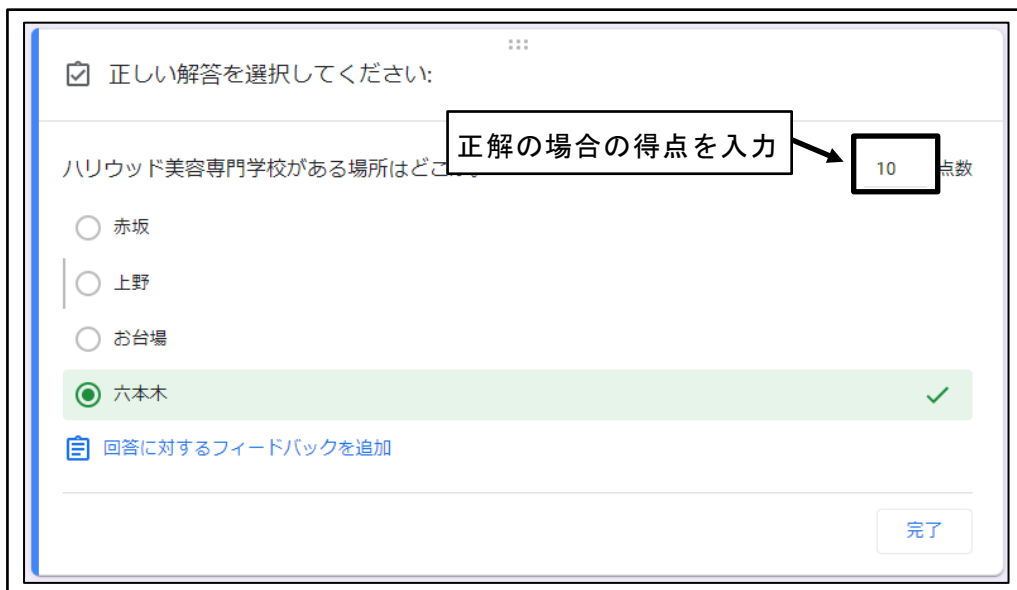 正しい解答を選択してください:
正解の場合の得点を入力
ハリウッド美容専門学校がある場所はどこ
10 点数
赤坂
上野
お台場
六本木
回答に対するフィードバックを追加
完了